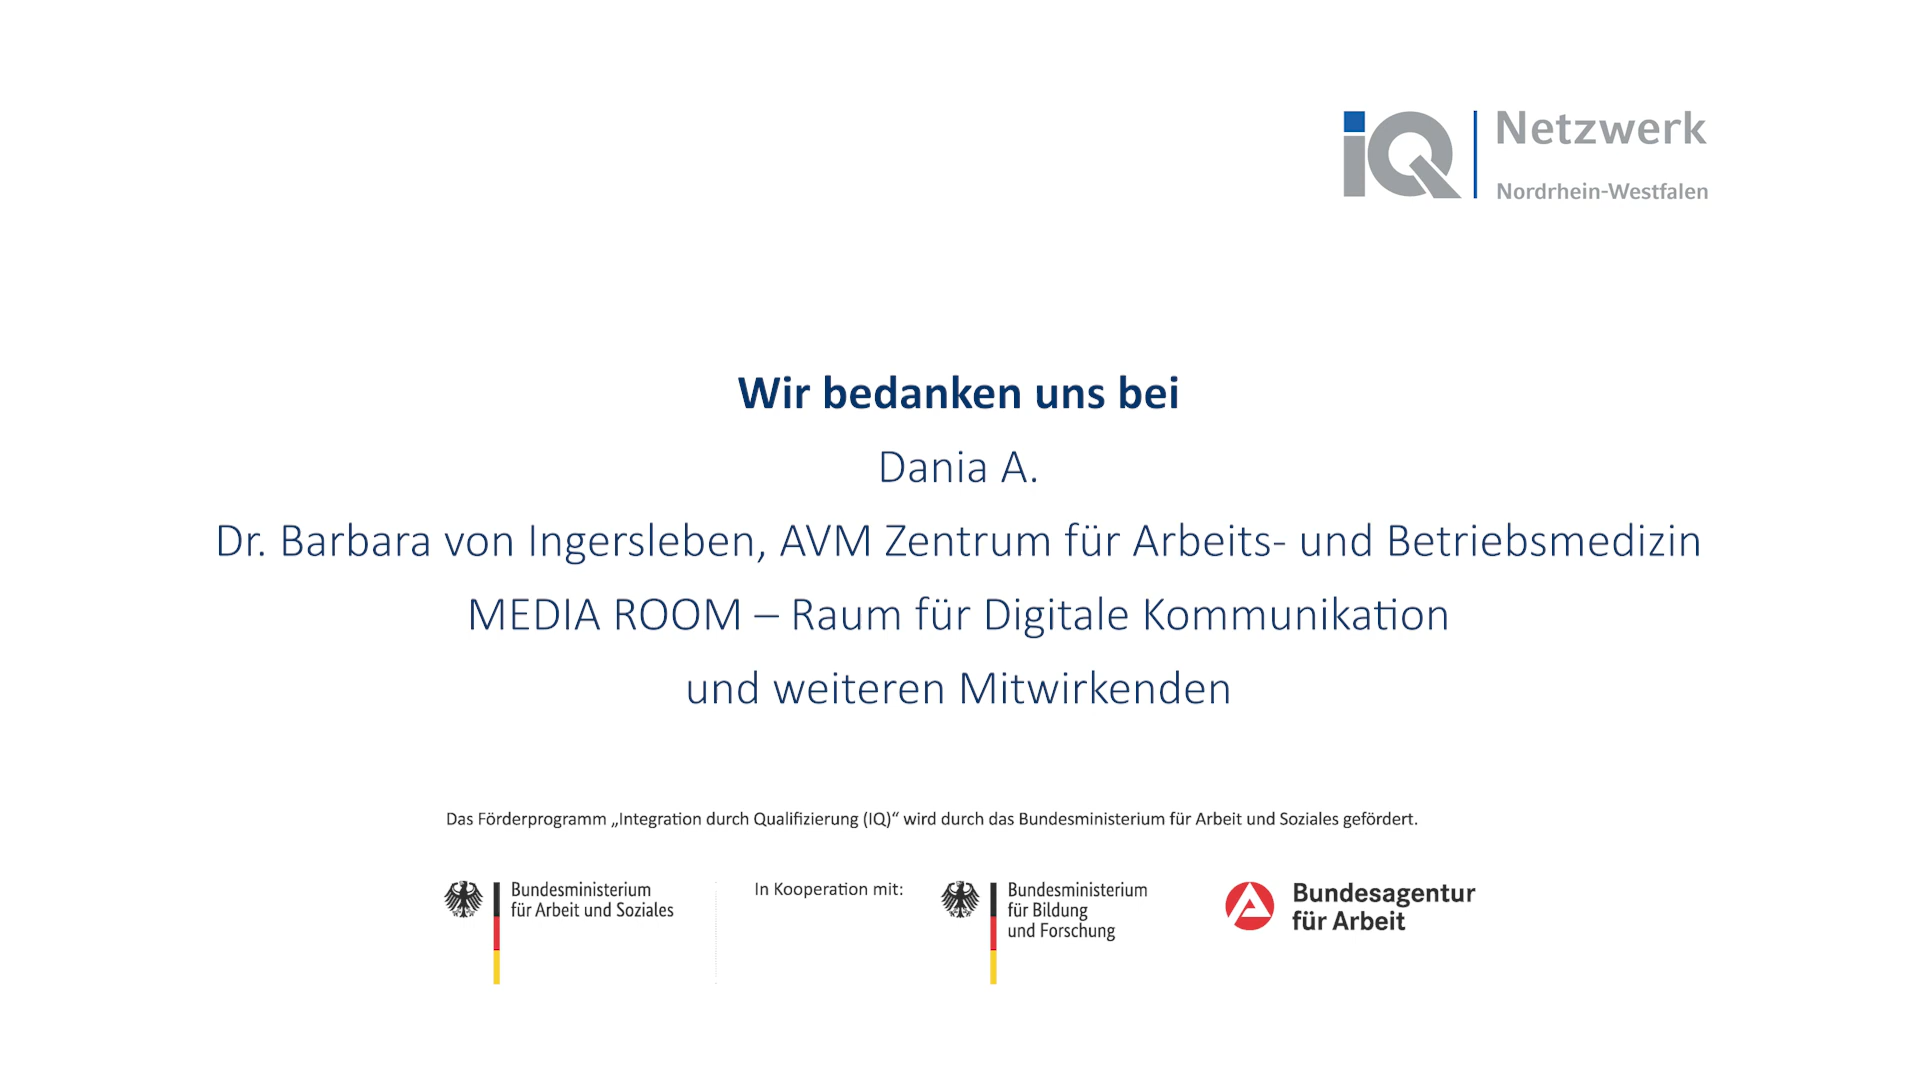 iQ Netzwerk
Nordrhein-Westfalen
Wir bedanken uns bei
Dania A.
Dr. Barbara von Ingersleben, AVM Zentrum für Arbeits- und Betriebsmedizin
MEDIA ROOM – Raum für Digitale Kommunikation
und weiteren Mitwirkenden
Das Förderprogramm „Integration durch Qualifizierung (IQ)“ wird durch das Bundesministerium für Arbeit und Soziales gefördert.
Bundesministerium
für Arbeit und Soziales
In Kooperation mit:
Bundesministerium
für Bildung
und Forschung
Bundesagentur
für Arbeit